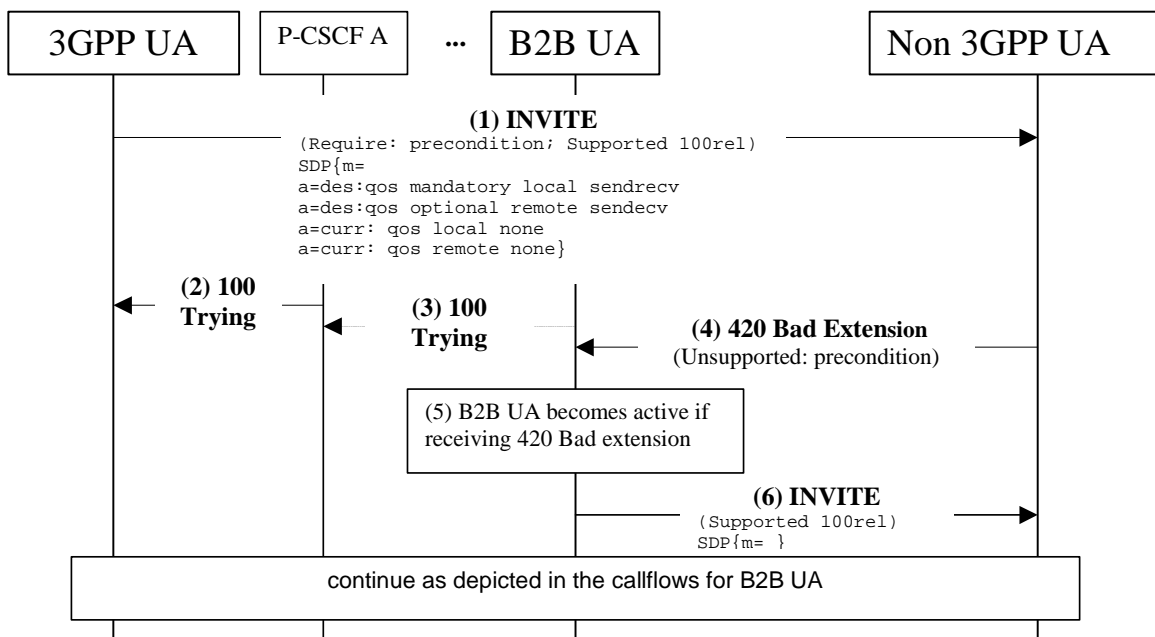 3GPP UA
P-CSCF A
...
B2B UA
Non 3GPP UA
(1) INVITE
(Require: precondition; Supported 100rel)
SDP{m=
a=des:qos mandatory local sendrecv
a=des:qos optional remote sendecv
a=curr: qos local none
a=curr: qos remote none}
(2) 100
Trying
(3) 100
Trying
(4) 420 Bad Extension
(Unsupported: precondition)
(5) B2B UA becomes active if
receiving 420 Bad extension
(6) INVITE
(Supported 100rel)
SDP{m= }
continue as depicted in the callflows for B2B UA